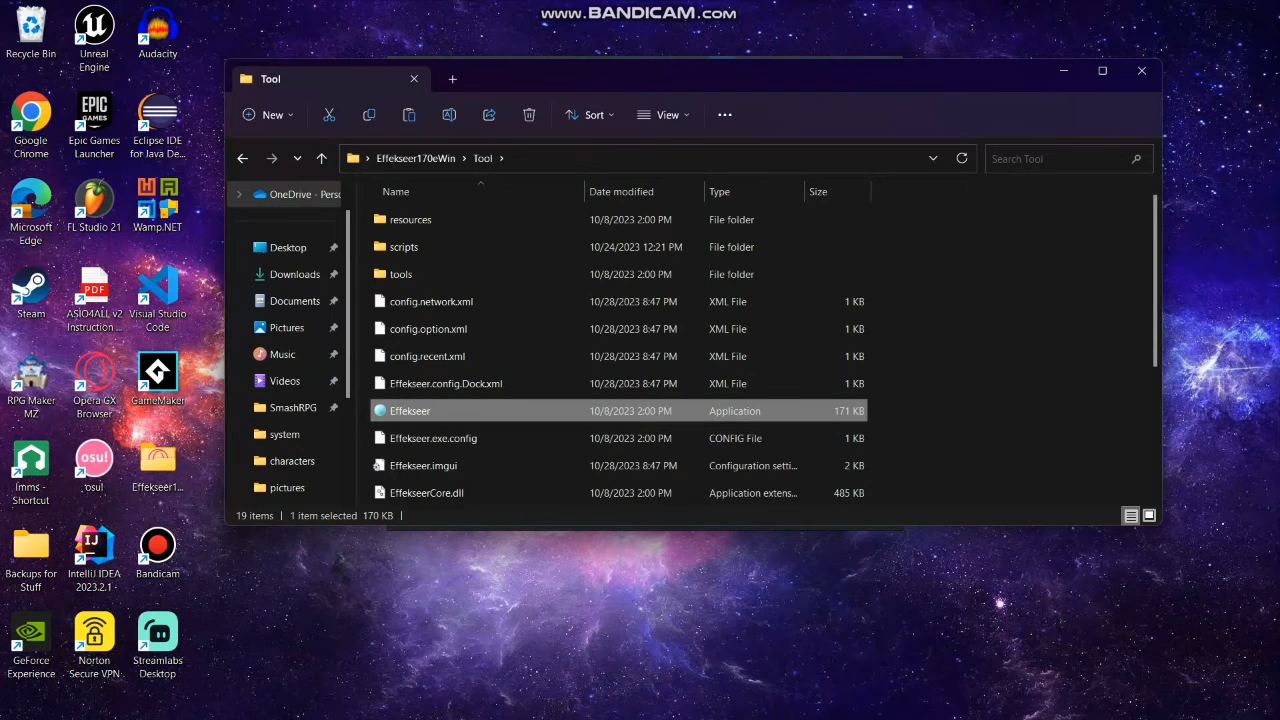 www.BANDICAM.com
Recycle Bin
Unreal
Engine
Audacity
Google
Chrome
EPIC
GAMES
Epic Games
Launcher
Eclipse IDE
for Java De...
Microsoft
Edge
FL Studio 21
Wamp.NET
Steam
PDF
ASIO4ALL v2
Instruction ...
Visual Studio
Code
RPG Maker
MZ
Opera GX
Browser
GameMaker
lmms -
Shortcut
osu!
osu!
Effekseer1...
Backups for
Stuff
IJ
IntelliJ IDEA
2023.2.1
Bandicam
GeForce
Experience
Norton
Secure VPN
Streamlabs
Desktop
Tool
New
Sort
View
Effekseer170eWin > Tool >
Search Tool
OneDrive - Perso
Desktop
Downloads
Documents
Pictures
Music
Videos
SmashRPG
system
characters
pictures
Name Date modified Type Size
resources 10/8/2023 2:00 PM File folder
scripts 10/24/2023 12:21 PM File folder
tools 10/8/2023 2:00 PM File folder
config.network.xml 10/28/2023 8:47 PM XML File 1 KB
config.option.xml 10/28/2023 8:47 PM XML File 1 KB
config.recent.xml 10/28/2023 8:47 PM XML File 1 KB
Effekseer.config.Dock.xml 10/28/2023 8:47 PM XML File 1 KB
Effekseer 10/8/2023 2:00 PM Application 171 KB
Effekseer.exe.config 10/8/2023 2:00 PM CONFIG File 1 KB
Effekseer.imgui 10/28/2023 8:47 PM Configuration setti... 2 KB
EffekseerCore.dll 10/8/2023 2:00 PM Application extens... 485 KB
19 items 1 item selected 170 KB